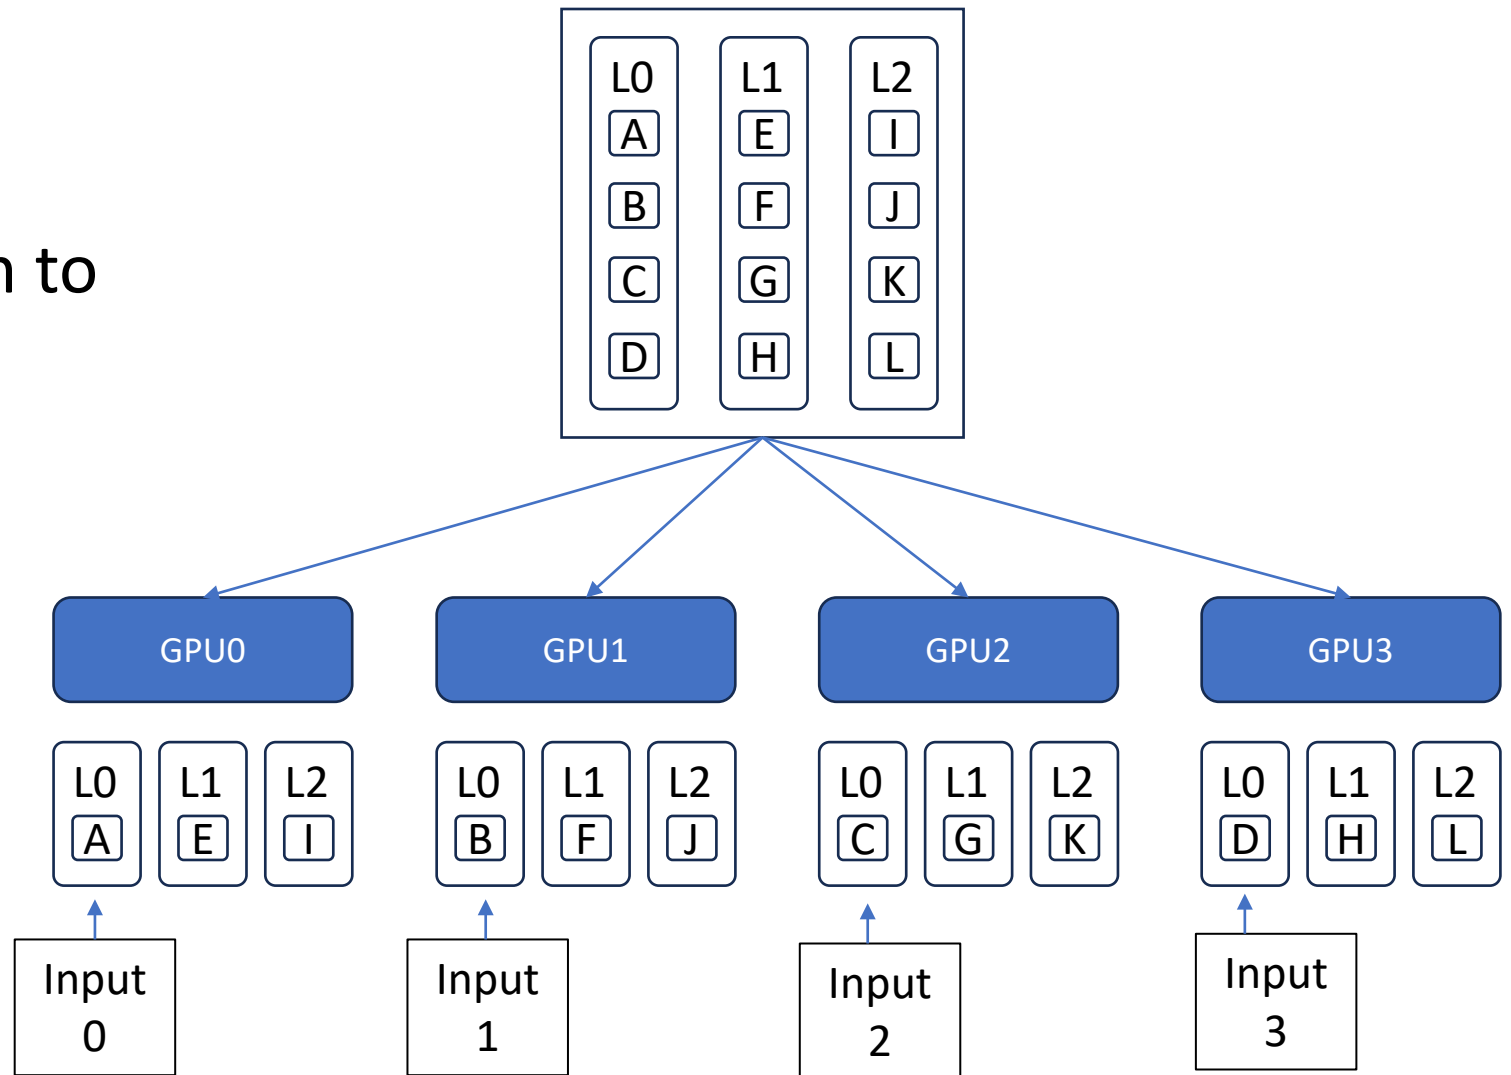 L0 L1 L2
A E I
B F J
n to
C G K
D H L
GPU0 GPU1 GPU2 GPU3
L0 L1 L2 L0 L1 L2 L0 L1 L2 L0 L1 L2
A E I B F J C G K D H L
Input Input Input Input
0 1 2 3